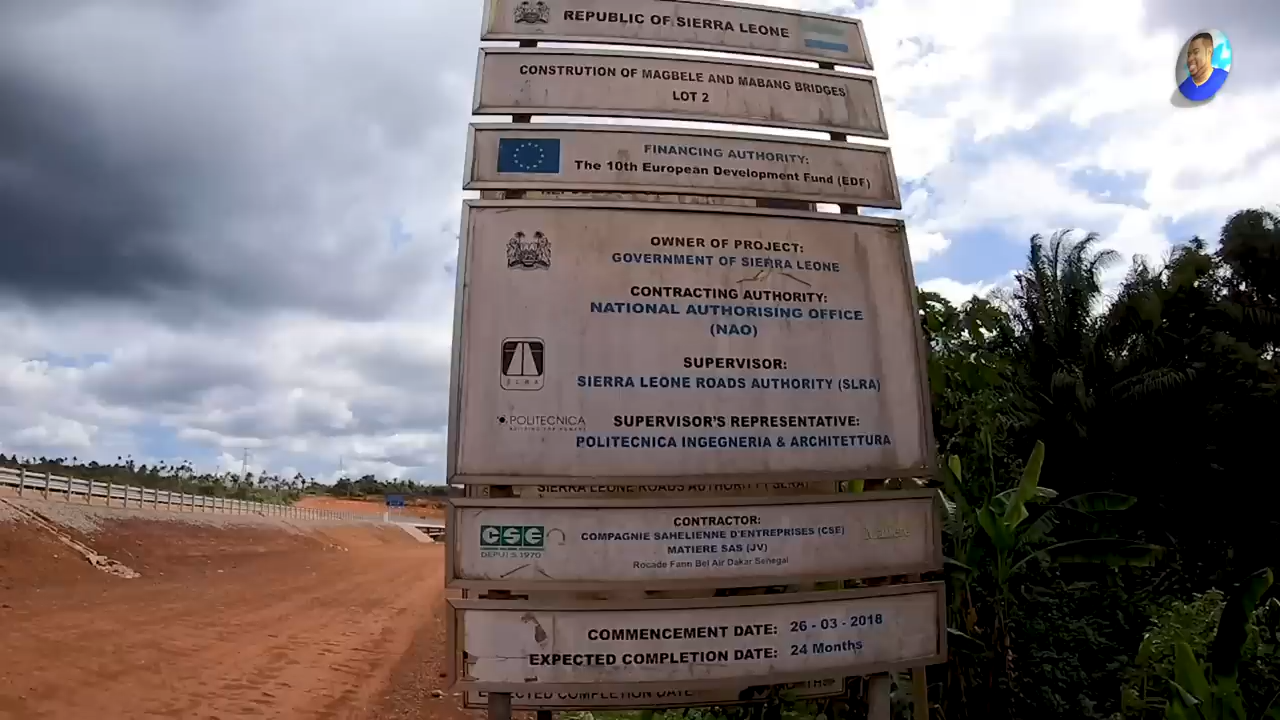 REPUBLIC OF SIERRA LEONE
CONSTRUTION OF MAGBELE AND MABANG BRIDGES
LOT 2
FINANCING AUTHORITY:
The 10th European Development Fund (EDF)
OWNER OF PROJECT:
GOVERNMENT OF SIERRA LEONE
CONTRACTING AUTHORITY:
NATIONAL AUTHORISING OFFICE
(NAO)
SUPERVISOR:
SIERRA LEONE ROADS AUTHORITY (SLRA)
SLRA
POLITECNICA
SUPERVISOR'S REPRESENTATIVE:
POLITECNICA INGEGNERIA & ARCHITETTURA
SIERRA LEONE ROADS AUTHORITY (SLRA)
CSE
DEPUIS 1970
CONTRACTOR:
COMPAGNIE SAHELIENNE D'ENTREPRISES (CSE)
MATIERE SAS (JV)
Rocade Fann Bel Air Dakar Senegal
COMMENCEMENT DATE: 26 - 03 - 2018
EXPECTED COMPLETION DATE: 24 Months
EXPECTED COMPLETION DATE